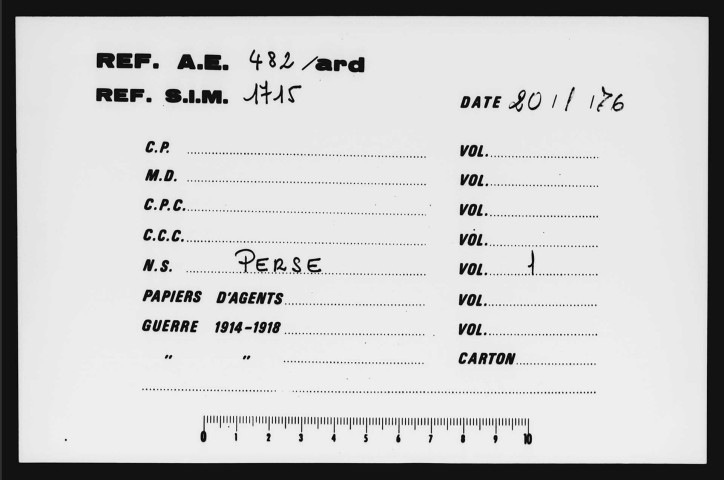 REF. A.E. 482/ard
REF. S.I.M. 1715
DATE 20/1/76
C.P. VOL.
M.D. VOL.
C.P.C. VOL.
C.C.C. VOL.
N.S. PERSE VOL. 1
PAPIERS D'AGENTS VOL.
GUERRE 1914-1918 VOL.
" " CARTON
0 1 2 3 4 5 6 7 8 9 10